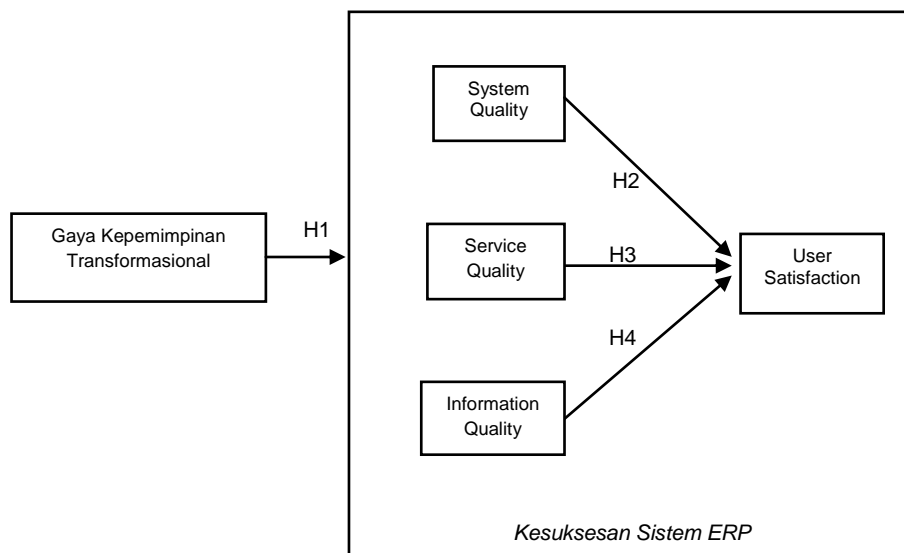 System
Quality
H2
Gaya Kepemimpinan
Transformasional
H1
Service
Quality
H3
User
Satisfaction
H4
Information
Quality
Kesuksesan Sistem ERP